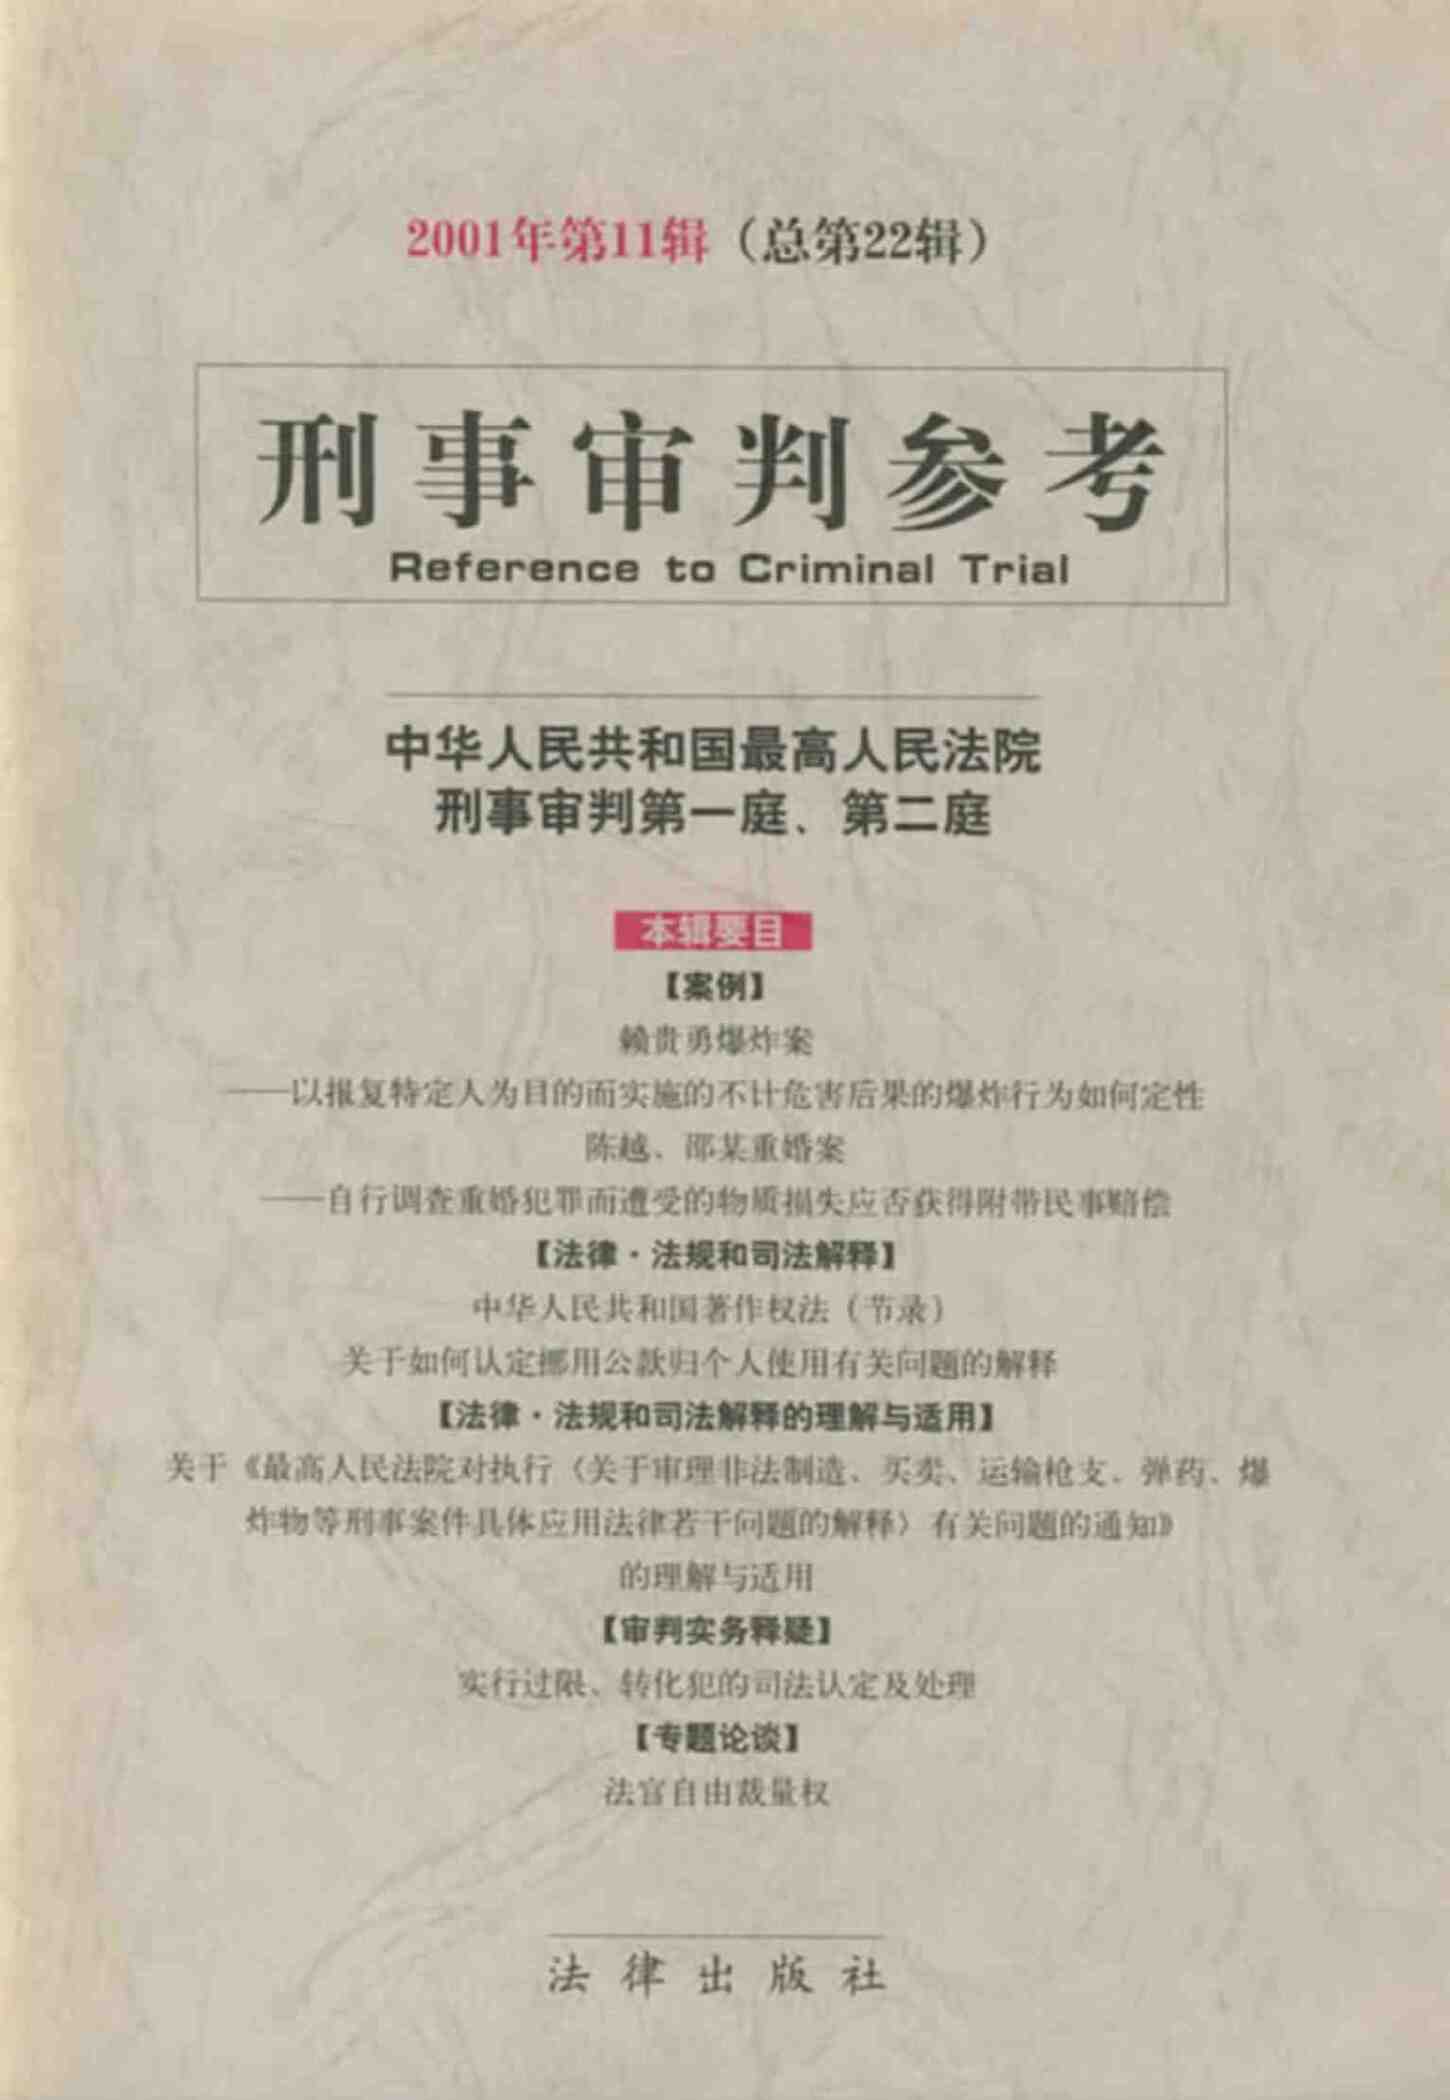 2001年第11辑（总第22辑）
刑事审判参考
Reference to Criminal Trial
中华人民共和国最高人民法院
刑事审判第一庭、第二庭
本辑要目
【案例】
赖贵勇爆炸案
——以报复特定人为目的而实施的不计危害后果的爆炸行为如何定性
陈越、邵某重婚案
——自行调查重婚犯罪而遭受的物质损失应否获得附带民事赔偿
【法律·法规和司法解释】
中华人民共和国著作权法（节录）
关于如何认定挪用公款归个人使用有关问题的解释
【法律·法规和司法解释的理解与适用】
关于《最高人民法院对执行〈关于审理非法制造、买卖、运输枪支、弹药、爆
炸物等刑事案件具体应用法律若干问题的解释〉有关问题的通知》
的理解与适用
【审判实务释疑】
实行过限、转化犯的司法认定及处理
【专题论谈】
法官自由裁量权
法律出版社